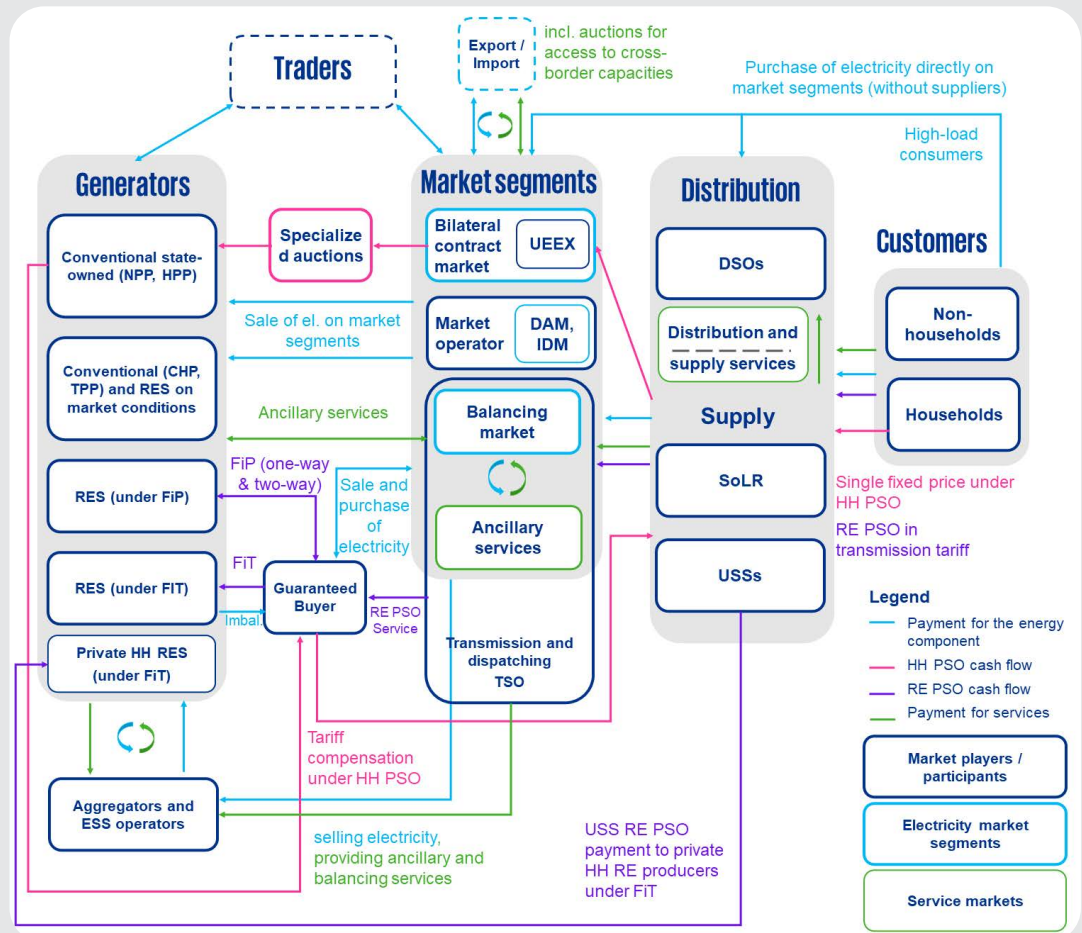 Traders
Export /
Import
incl. auctions for
access to cross-
border capacities
Purchase of electricity directly on
market segments (without suppliers)
High-load
consumers
Generators
Conventional state-
owned (NPP, HPP)
Conventional (CHP,
TPP) and RES on
market conditions
RES (under FiP)
RES (under FIT)
Private HH RES
(under FiT)
Aggregators and
ESS operators
Specialize
d auctions
Sale of el. on market
segments
Ancillary services
FiP (one-way
& two-way)
Sale and
purchase
of
electricity
FiT
Imbal.
Guaranteed
Buyer
RE PSO
Service
Tariff
compensation
under HH PSO
selling electricity,
providing ancillary and
balancing services
Market segments
Bilateral
contract
market
UEEX
Market
operator
DAM,
IDM
Balancing
market
Ancillary
services
Transmission and
dispatching
TSO
Distribution
DSOs
Distribution and
supply services
Supply
SoLR
USSs
USS RE PSO
payment to private
HH RE producers
under FiT
Customers
Non-
households
Households
Single fixed price under
HH PSO
RE PSO in
transmission tariff
Legend
Payment for the energy
component
HH PSO cash flow
RE PSO cash flow
Payment for services
Market players /
participants
Electricity market
segments
Service markets